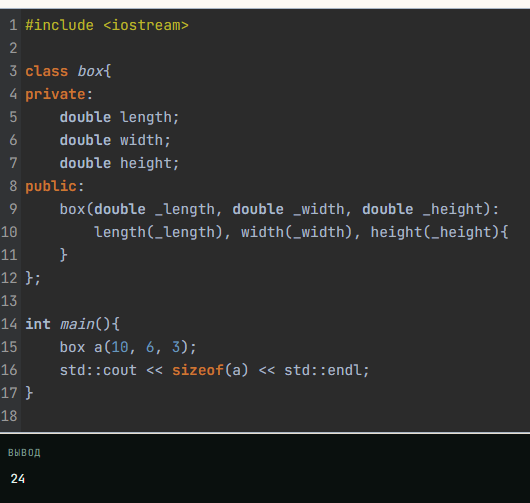 1 #include <iostream>
2
3 class box{
4 private:
5     double length;
6     double width;
7     double height;
8 public:
9     box(double _length, double _width, double _height):
10         length(_length), width(_width), height(_height){
11     }
12 };
13
14 int main(){
15     box a(10, 6, 3);
16     std::cout << sizeof(a) << std::endl;
17 }
18
ВЫВОД
24